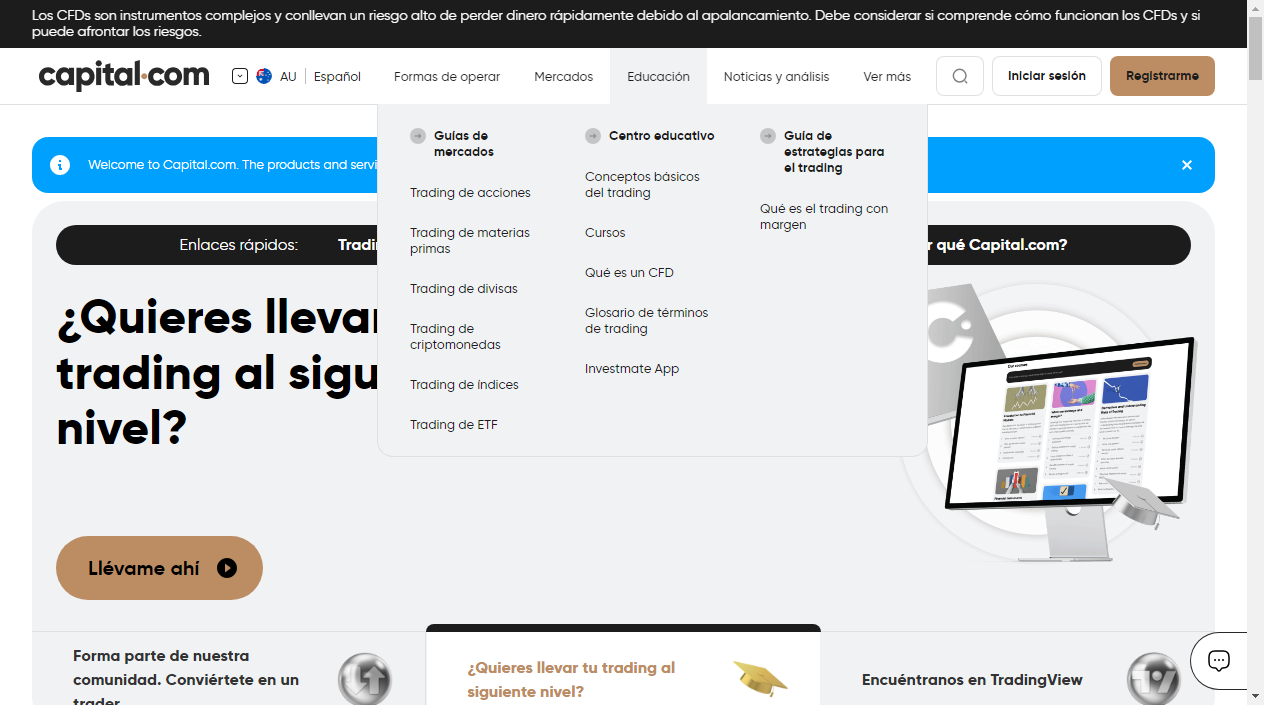 Los CFDs son instrumentos complejos y conllevan un riesgo alto de perder dinero rápidamente debido al apalancamiento. Debe considerar si comprende cómo funcionan los CFDs y si
puede afrontar los riesgos.
capital.com
AU
Español
Formas de operar
Mercados
Educación
Noticias y análisis
Ver más
Iniciar sesión
Registrarme
Guías de
mercados
Trading de acciones
Trading de materias
primas
Trading de divisas
Trading de
criptomonedas
Trading de índices
Trading de ETF
Centro educativo
Conceptos básicos
del trading
Cursos
Qué es un CFD
Glosario de términos
de trading
Investmate App
Guía de
estrategias para
el trading
Qué es el trading con
margen
Welcome to Capital.com. The products and servi
Enlaces rápidos:
qué Capital.com?
¿Quieres llevar
trading al sigu
nivel?
Llévame ahí
Forma parte de nuestra
comunidad. Conviértete en un
trader
¿Quieres llevar tu trading al
siguiente nivel?
Encuéntranos en TradingView